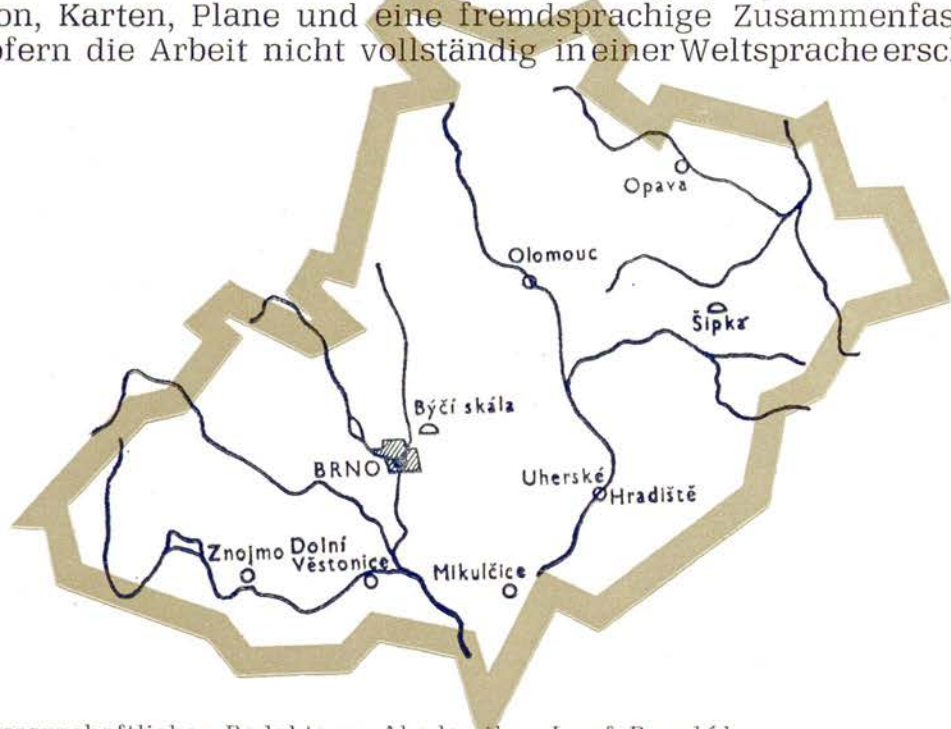 on, Karten, Plane und eine fremdsprachige Zusammenfas
ofern die Arbeit nicht vollständig in einer Weltsprache ersc
Opava
Olomouc
Šipka
Býčí skála
BRNO
Uherské
Hradiště
Znojmo
Dolní
Věstonice
Mikulčice